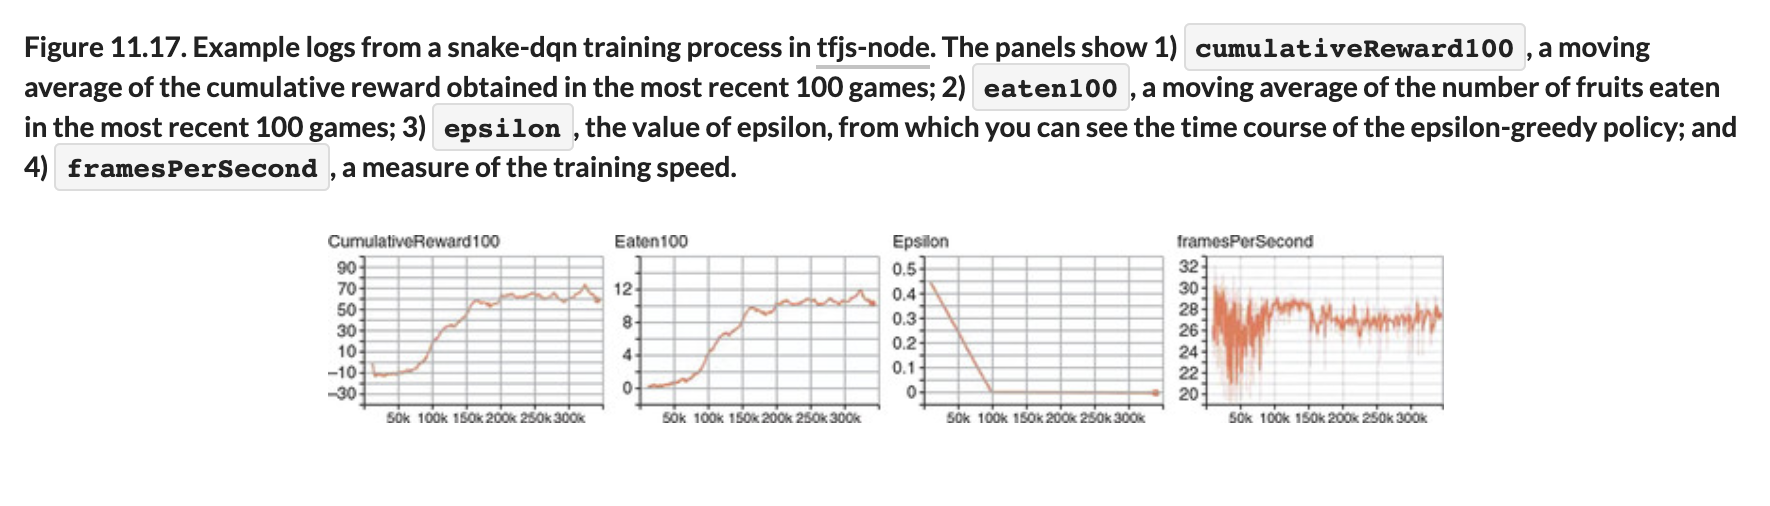 Figure 11.17. Example logs from a snake-dqn training process in tfjs-node. The panels show 1) cumulativeReward100 , a moving
average of the cumulative reward obtained in the most recent 100 games; 2) eaten100 , a moving average of the number of fruits eaten
in the most recent 100 games; 3) epsilon , the value of epsilon, from which you can see the time course of the epsilon-greedy policy; and
4) framesPerSecond , a measure of the training speed.
CumulativeReward100
90
70
50
30
10
–10
–30
50k 100k 150k 200k 250k 300k
Eaten100
12
8
4
0
50k 100k 150k 200k 250k 300k
Epsilon
0.5
0.4
0.3
0.2
0.1
0
50k 100k 150k 200k 250k 300k
framesPerSecond
32
30
28
26
24
22
20
50k 100k 150k 200k 250k 300k